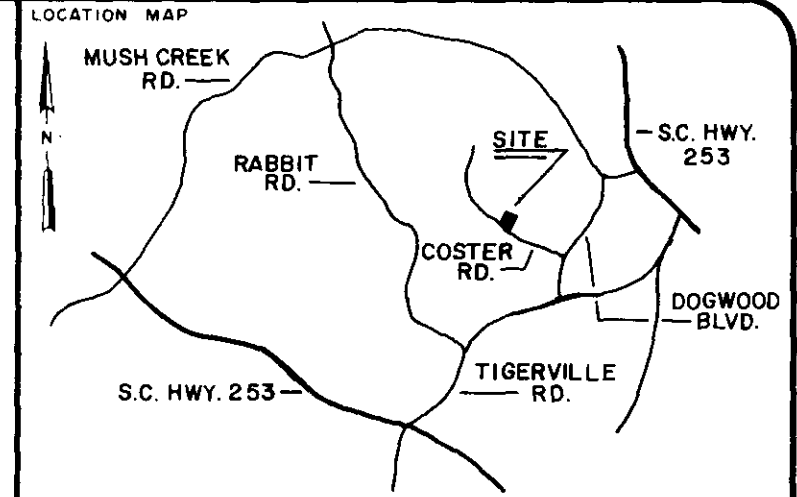 LOCATION MAP
MUSH CREEK
RD.
N
RABBIT
RD.
SITE
S.C. HWY.
253
COSTER
RD.
DOGWOOD
BLVD.
S.C. HWY. 253
TIGERVILLE
RD.